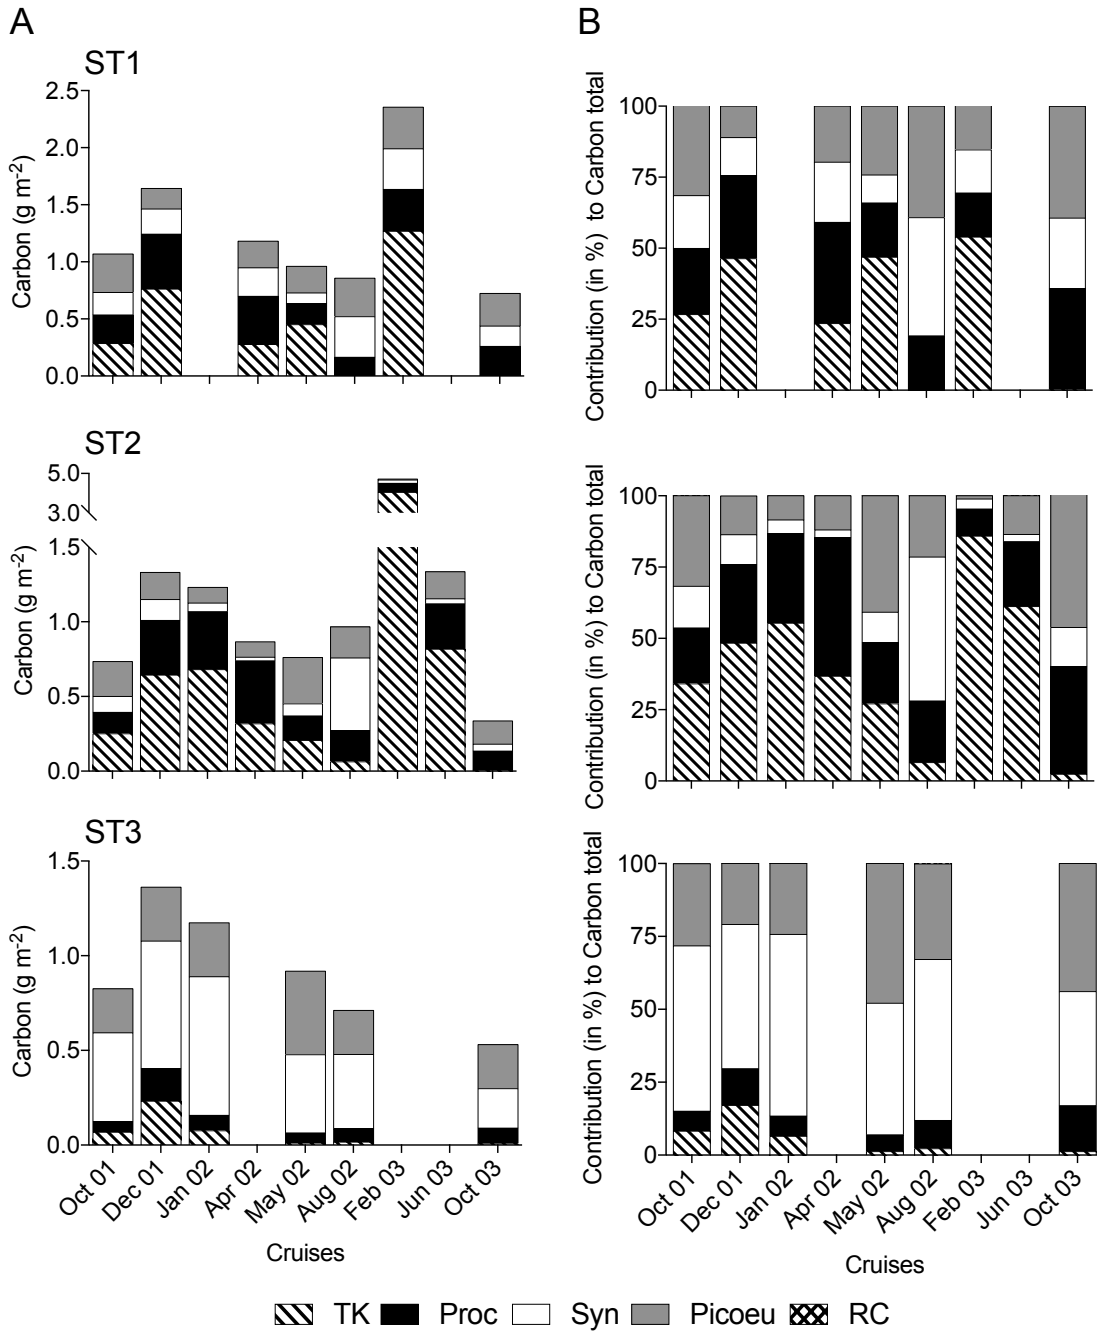 A
B
ST1
Carbon (g m⁻²)
2.5
2.0
1.5
1.0
0.5
0.0
Contribution (in %) to Carbon total
100
75
50
25
0
ST2
Carbon (g m⁻²)
5.0
3.0
1.5
1.0
0.5
0.0
Contribution (in %) to Carbon total
100
75
50
25
0
ST3
Carbon (g m⁻²)
1.5
1.0
0.5
0.0
Oct 01
Dec 01
Jan 02
Apr 02
May 02
Aug 02
Feb 03
Jun 03
Oct 03
Cruises
Contribution (in %) to Carbon total
100
75
50
25
0
Oct 01
Dec 01
Jan 02
Apr 02
May 02
Aug 02
Feb 03
Jun 03
Oct 03
Cruises
TK Proc Syn Picoeu RC